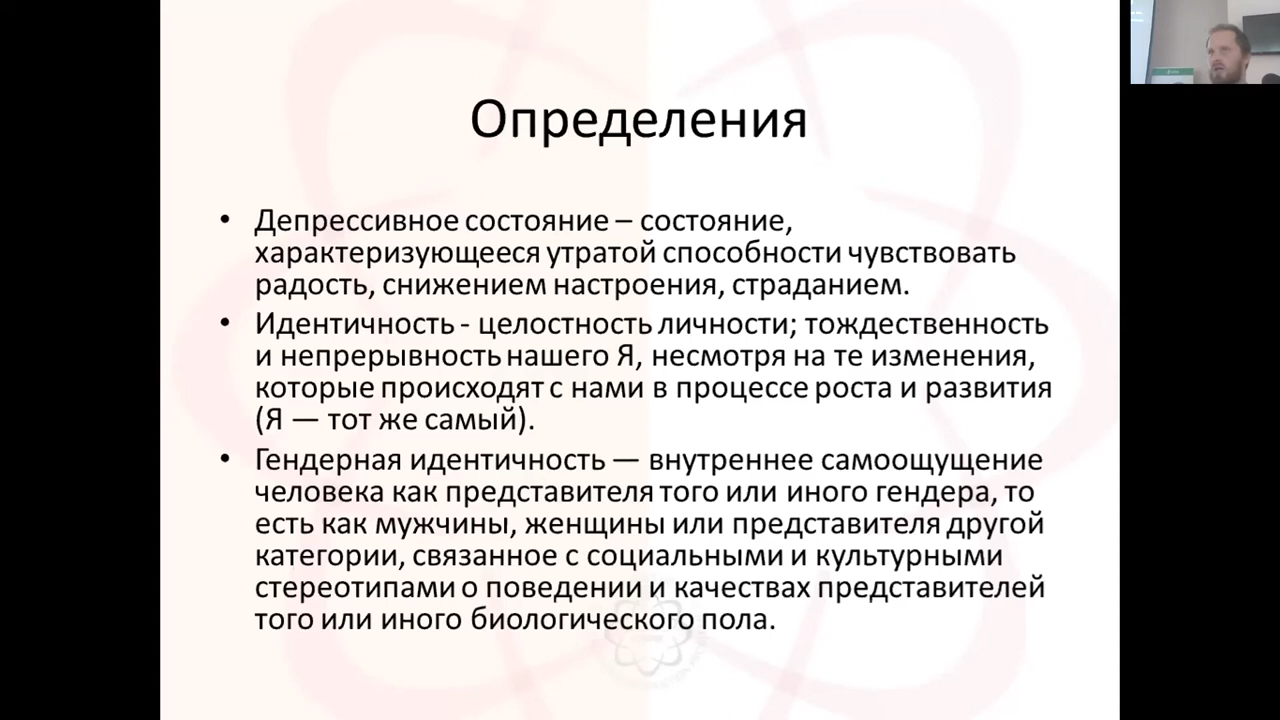 Определения
• Депрессивное состояние – состояние,
характеризующееся утратой способности чувствовать
радость, снижением настроения, страданием.
• Идентичность - целостность личности; тождественность
и непрерывность нашего Я, несмотря на те изменения,
которые происходят с нами в процессе роста и развития
(Я — тот же самый).
• Гендерная идентичность — внутреннее самоощущение
человека как представителя того или иного гендера, то
есть как мужчины, женщины или представителя другой
категории, связанное с социальными и культурными
стереотипами о поведении и качествах представителей
того или иного биологического пола.